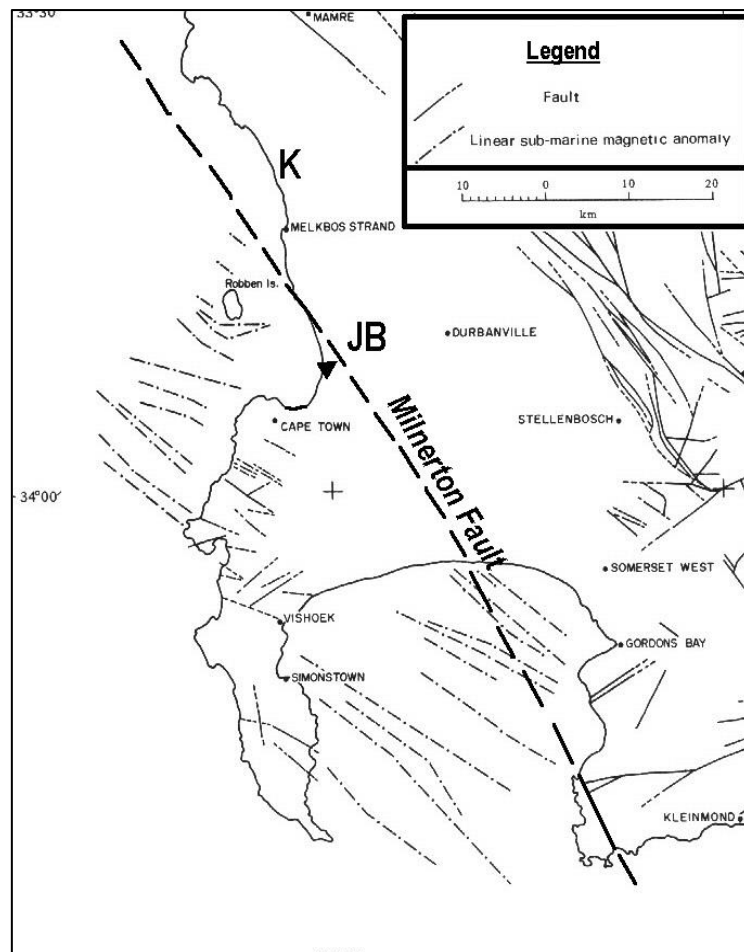 33°30'
MAMRE
Legend
Fault
Linear sub-marine magnetic anomaly
10 0 10 20
km
K
MELKBOS STRAND
Robben Is.
JB
DURBANVILLE
Milnerton Fault
CAPE TOWN
STELLENBOSCH
34°00'
SOMERSET WEST
VISHOEK
GORDONS BAY
SIMONSTOWN
KLEINMOND